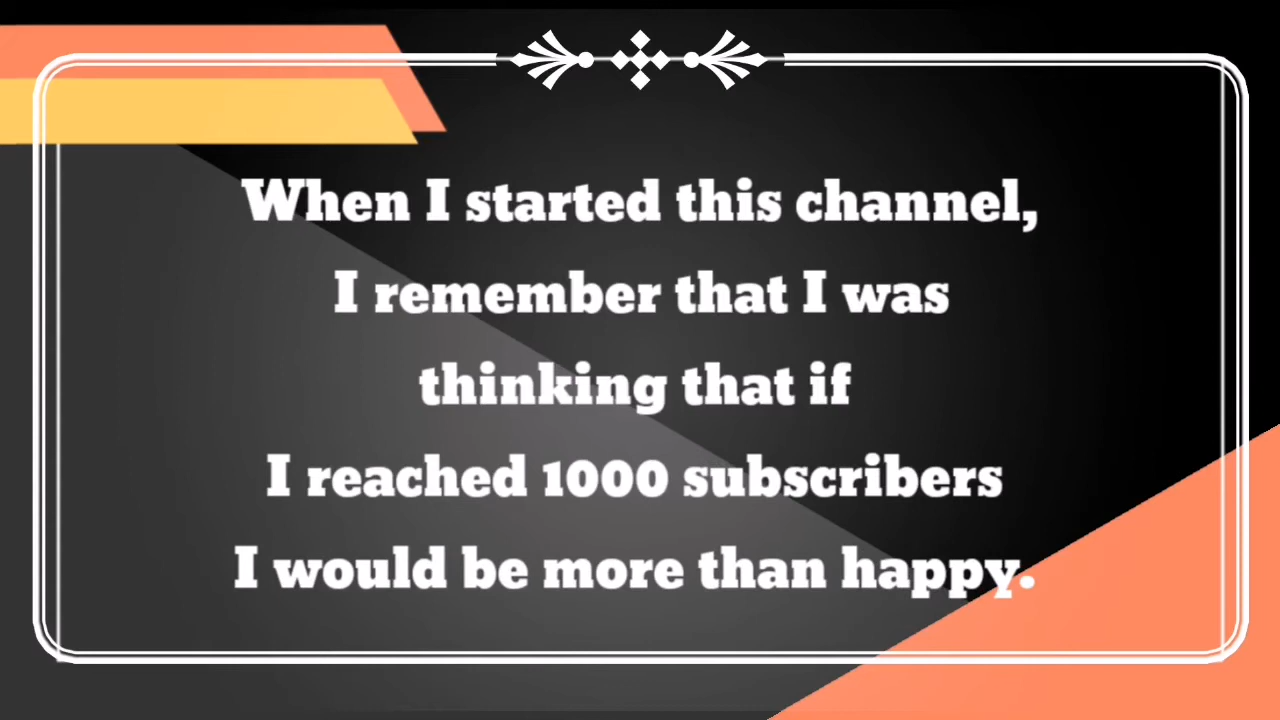 When I started this channel,
I remember that I was
thinking that if
I reached 1000 subscribers
I would be more than happy.